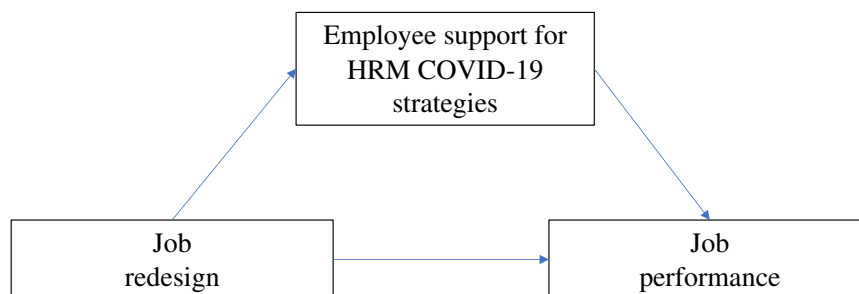 Employee support for
HRM COVID-19
strategies
Job
redesign
Job
performance